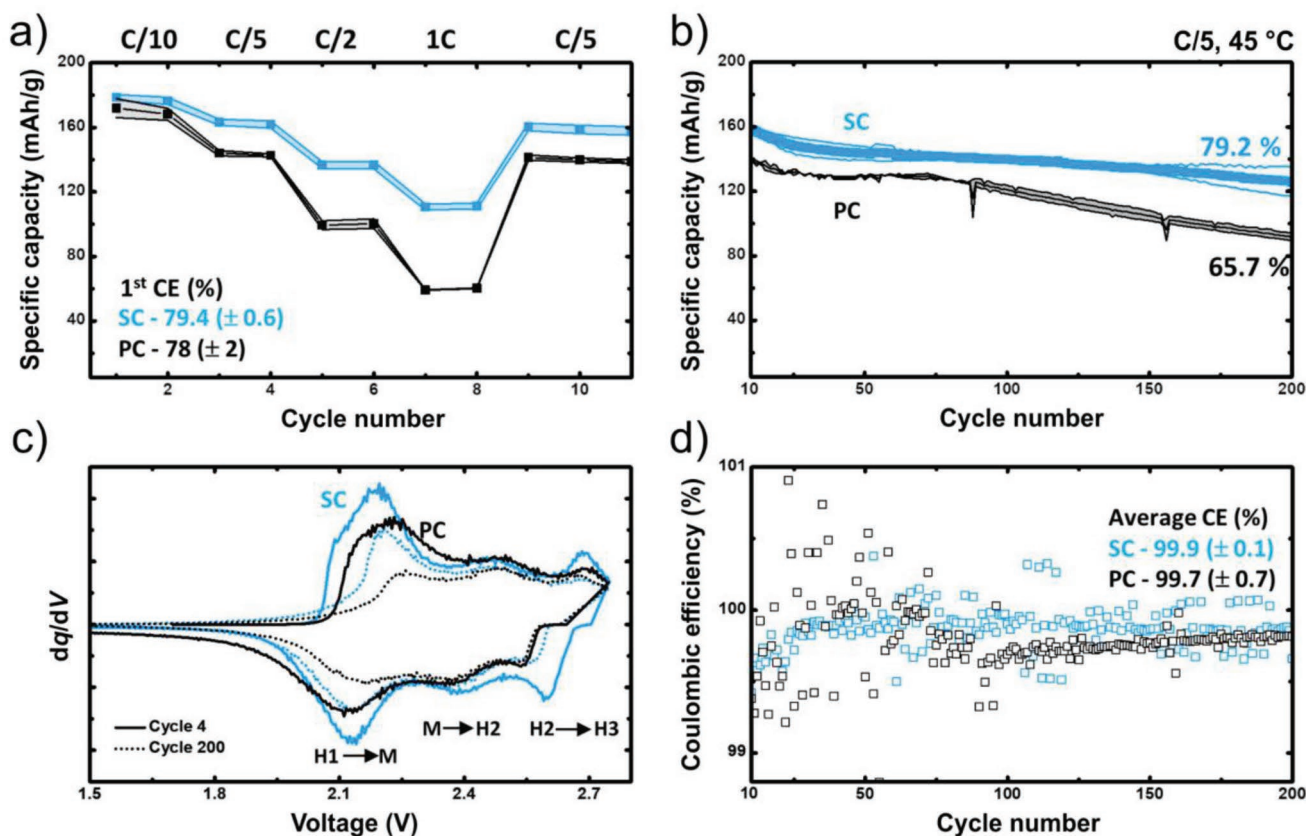 a)
C/10 C/5 C/2 1C C/5
200
160
120
80
40
Specific capacity (mAh/g)
1st CE (%)
SC - 79.4 (± 0.6)
PC - 78 (± 2)
2 4 6 8 10
Cycle number
b)
C/5, 45 °C
200
160
120
80
40
Specific capacity (mAh/g)
SC
79.2 %
PC
65.7 %
10 50 100 150 200
Cycle number
c)
dq/dV
SC
PC
Cycle 4
Cycle 200
H1 → M
M → H2
H2 → H3
1.5 1.8 2.1 2.4 2.7
Voltage (V)
d)
101
100
99
Coulombic efficiency (%)
Average CE (%)
SC - 99.9 (± 0.1)
PC - 99.7 (± 0.7)
10 50 100 150 200
Cycle number